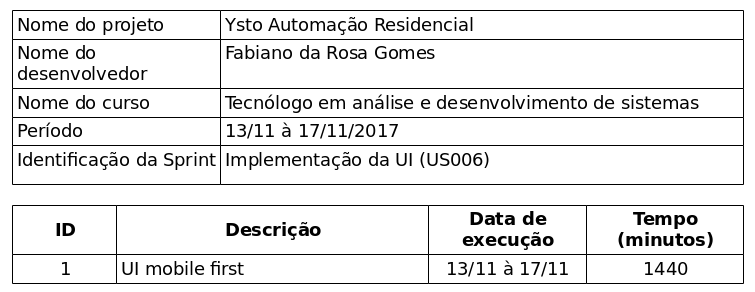 Nome do projeto Ysto Automação Residencial
Nome do Fabiano da Rosa Gomes
desenvolvedor
Nome do curso Tecnólogo em análise e desenvolvimento de sistemas
Período 13/11 à 17/11/2017
Identificação da Sprint Implementação da UI (US006)
ID Descrição Data de execução Tempo (minutos)
1 UI mobile first 13/11 à 17/11 1440